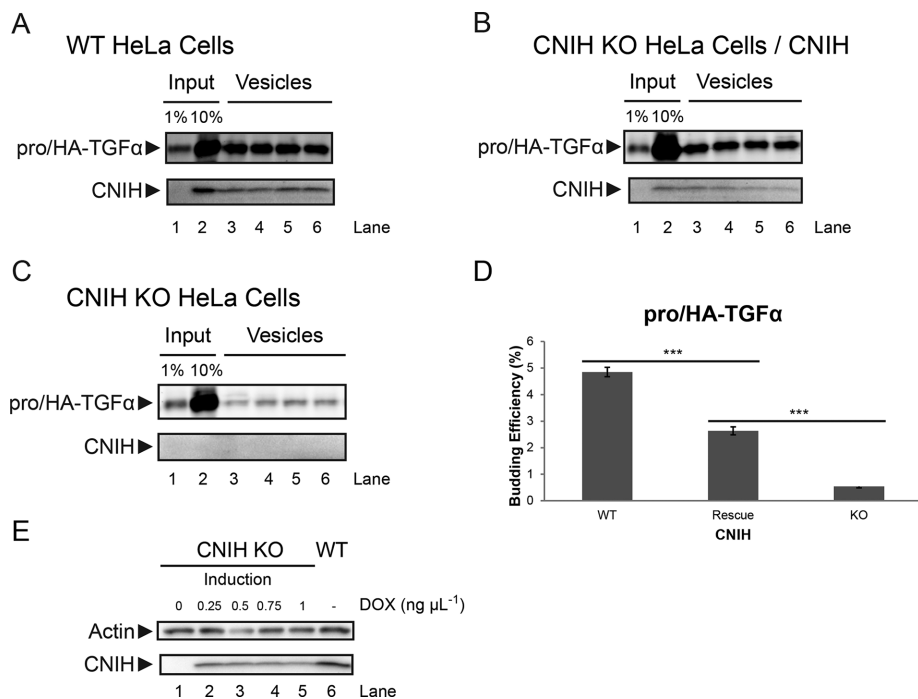 A
WT HeLa Cells
Input Vesicles
1% 10%
pro/HA-TGFα
CNIH
1 2 3 4 5 6 Lane
B
CNIH KO HeLa Cells / CNIH
Input Vesicles
1% 10%
pro/HA-TGFα
CNIH
1 2 3 4 5 6 Lane
C
CNIH KO HeLa Cells
Input Vesicles
1% 10%
pro/HA-TGFα
CNIH
1 2 3 4 5 6 Lane
D
pro/HA-TGFα
Budding Efficiency (%)
6
5
4
3
2
1
0
***
***
WT Rescue KO
CNIH
E
CNIH KO WT
Induction
0 0.25 0.5 0.75 1 - DOX (ng µL⁻¹)
Actin
CNIH
1 2 3 4 5 6 Lane